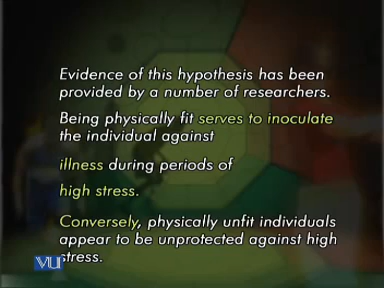 Evidence of this hypothesis has been
provided by a number of researchers.
Being physically fit serves to inoculate
the individual against
illness during periods of
high stress.
Conversely, physically unfit individuals
appear to be unprotected against high
stress.
VU